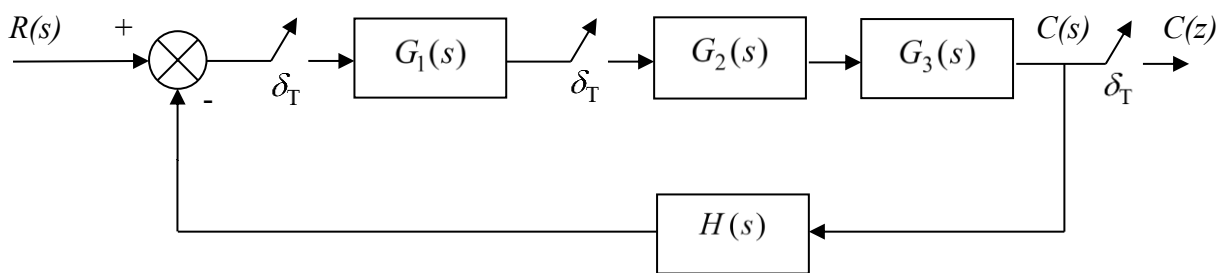 R(s) + G₁(s) G₂(s) G₃(s) C(s) C(z)
δT δT δT
-
H(s)